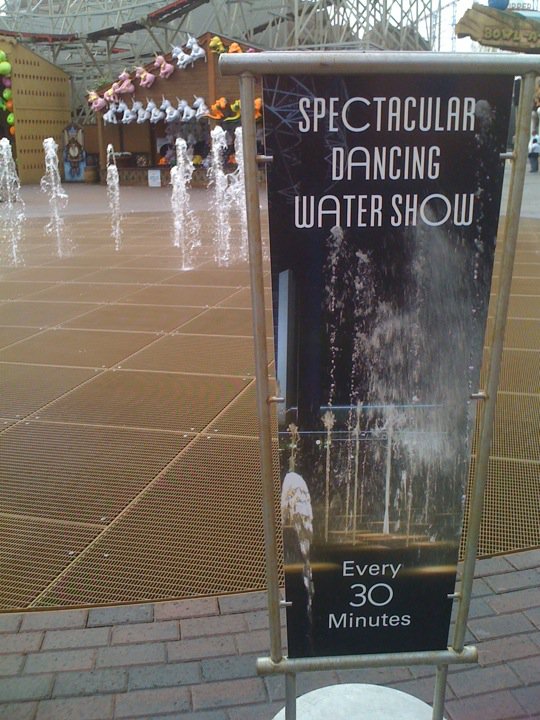 SPECTACULAR
DANCING
WATER SHOW
Every
30
Minutes